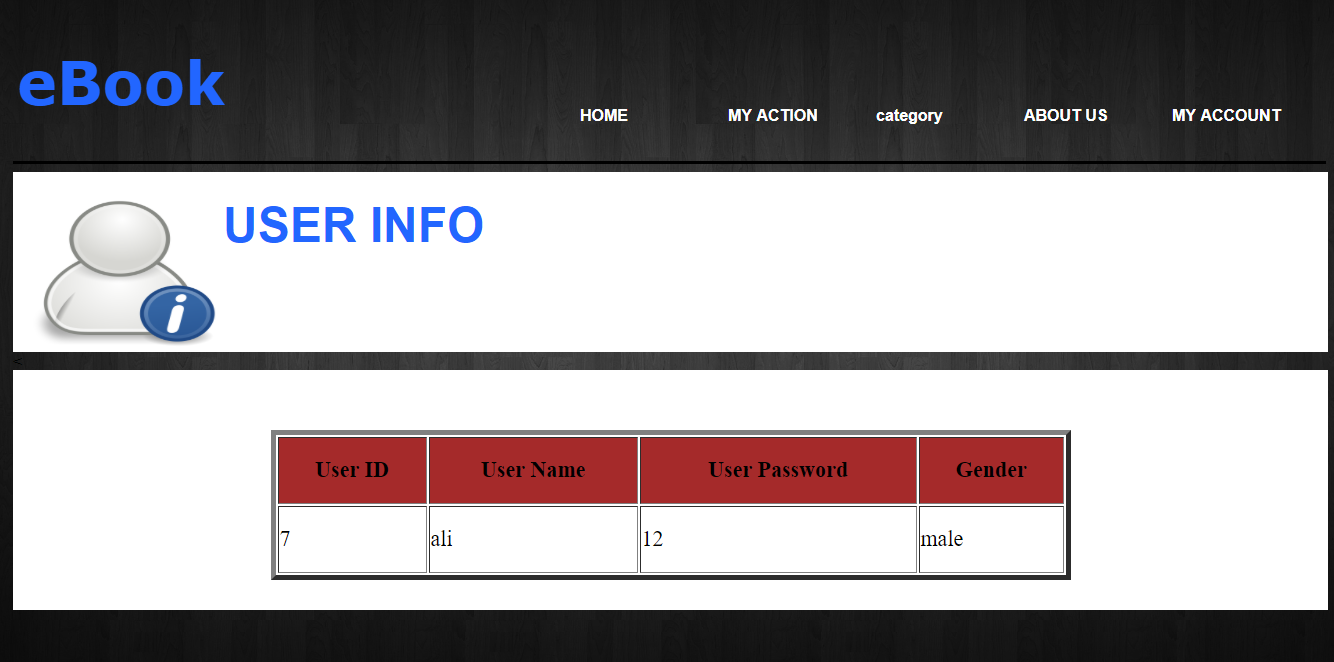 eBook
HOME MY ACTION category ABOUT US MY ACCOUNT
USER INFO
i
<
User ID User Name User Password Gender
7 ali 12 male